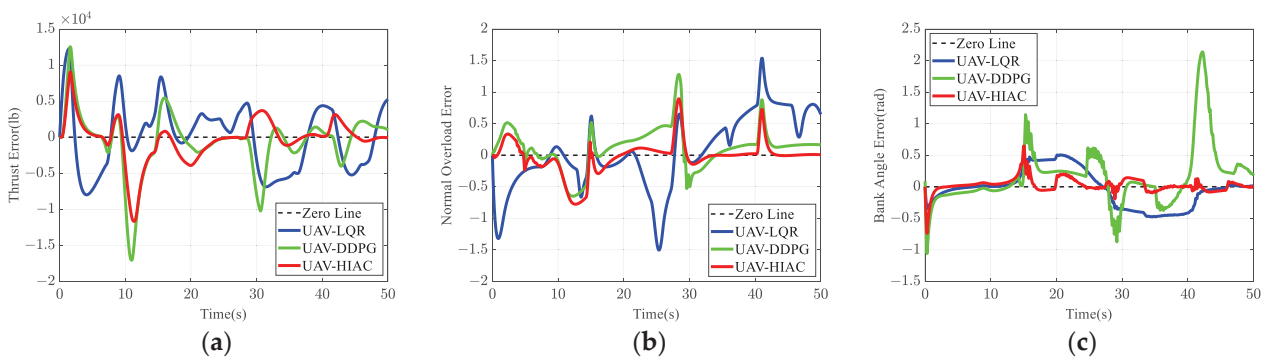 ×10⁴
1.5
1
0.5
0
−0.5
−1
−1.5
−2
Thrust Error(lb)
Zero Line
UAV-LQR
UAV-DDPG
UAV-HIAC
0 10 20 30 40 50
Time(s)
(a)
2
1.5
1
0.5
0
−0.5
−1
−1.5
−2
Normal Overload Error
Zero Line
UAV-LQR
UAV-DDPG
UAV-HIAC
0 10 20 30 40 50
Time(s)
(b)
2.5
2
1.5
1
0.5
0
−0.5
−1
−1.5
Bank Angle Error(rad)
Zero Line
UAV-LQR
UAV-DDPG
UAV-HIAC
0 10 20 30 40 50
Time(s)
(c)